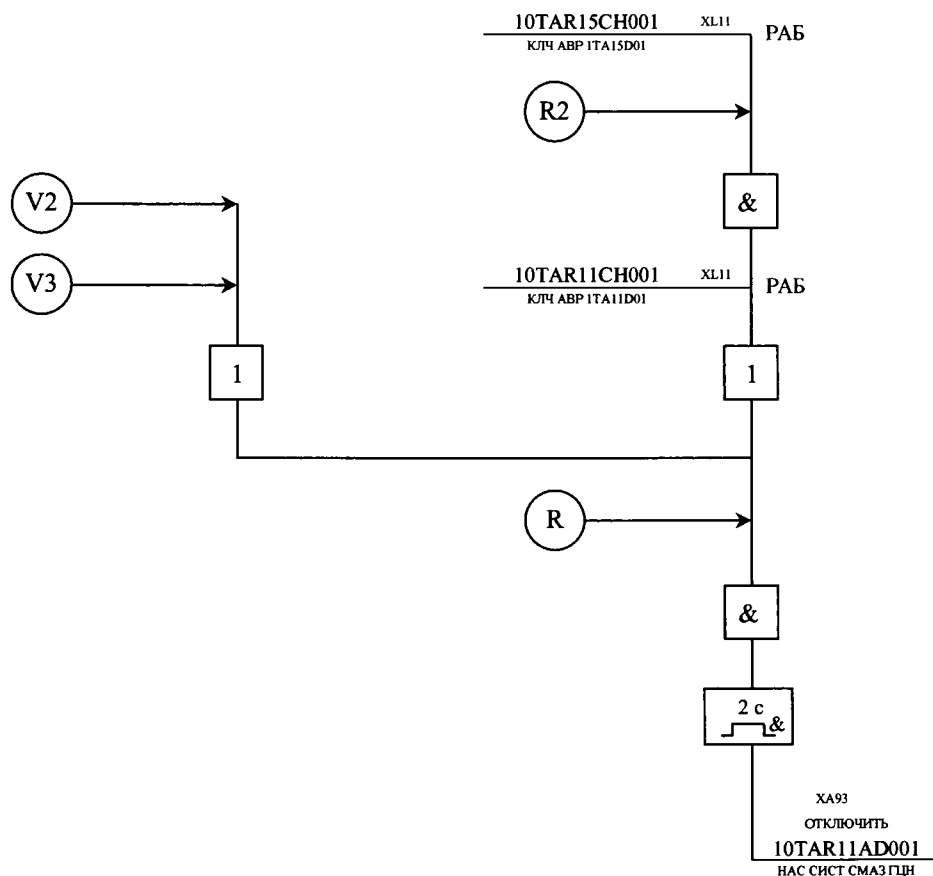 10TAR15CH001 XL11 РАБ
КЛЧ АВР 1TA15D01
R2
V2
&
V3
10TAR11CH001 XL11 РАБ
КЛЧ АВР 1TA11D01
1
1
R
&
2 с
&
XA93
ОТКЛЮЧИТЬ
10TAR11AD001
НАС СИСТ СМАЗ ГЦН